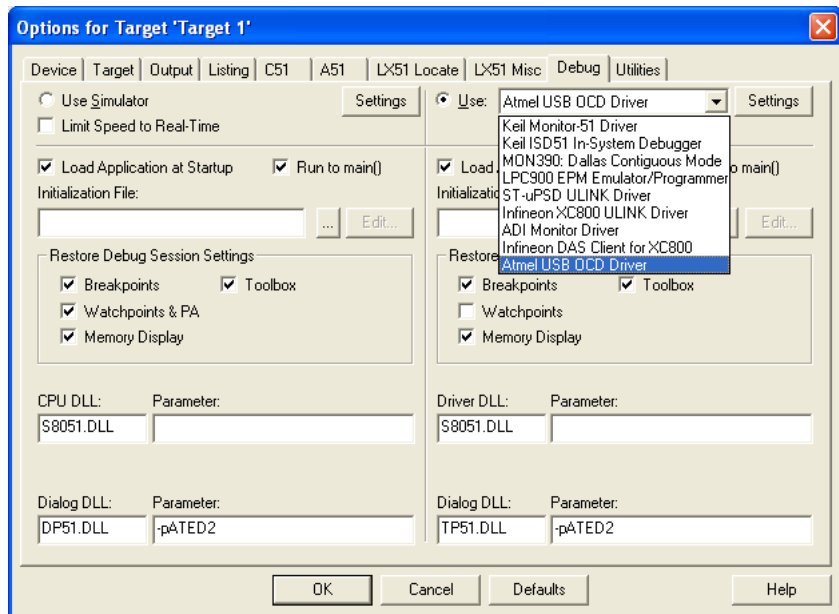 Options for Target 'Target 1'
Device Target Output Listing C51 A51 LX51 Locate LX51 Misc Debug Utilities
Use Simulator Settings
Limit Speed to Real-Time
Use: Atmel USB OCD Driver Settings
Keil Monitor-51 Driver
Keil ISD51 In-System Debugger
MON390: Dallas Contiguous Mode
LPC900 EPM Emulator/Programmer
ST-uPSD ULINK Driver
Infineon XC800 ULINK Driver
ADI Monitor Driver
Infineon DAS Client for XC800
Atmel USB OCD Driver
Load Application at Startup Run to main()
Initialization File:
... Edit...
Restore Debug Session Settings
Breakpoints Toolbox
Watchpoints & PA
Memory Display
Load o main()
Initializatio
Edit...
Restore
Breakpoints Toolbox
Watchpoints
Memory Display
CPU DLL: Parameter:
S8051.DLL
Driver DLL: Parameter:
S8051.DLL
Dialog DLL: Parameter:
DP51.DLL -pATED2
Dialog DLL: Parameter:
TP51.DLL -pATED2
OK Cancel Defaults Help